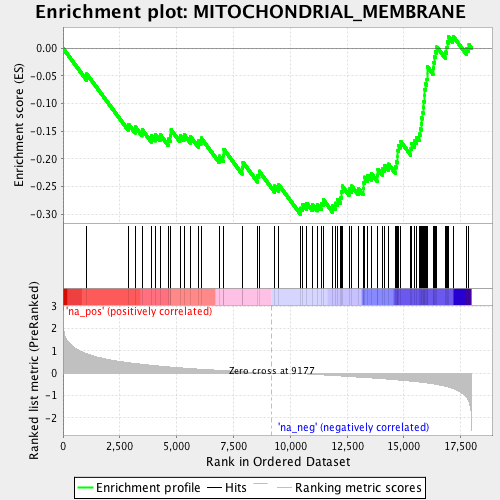 Enrichment plot: MITOCHONDRIAL_MEMBRANE
Enrichment score (ES)
0.00
-0.05
-0.10
-0.15
-0.20
-0.25
-0.30
'na_pos' (positively correlated)
Ranked list metric (PreRanked)
3
2
1
0
-1
-2
Zero cross at 9177
'na_neg' (negatively correlated)
0
2,500
5,000
7,500
10,000
12,500
15,000
17,500
Rank in Ordered Dataset
Enrichment profile
Hits
Ranking metric scores